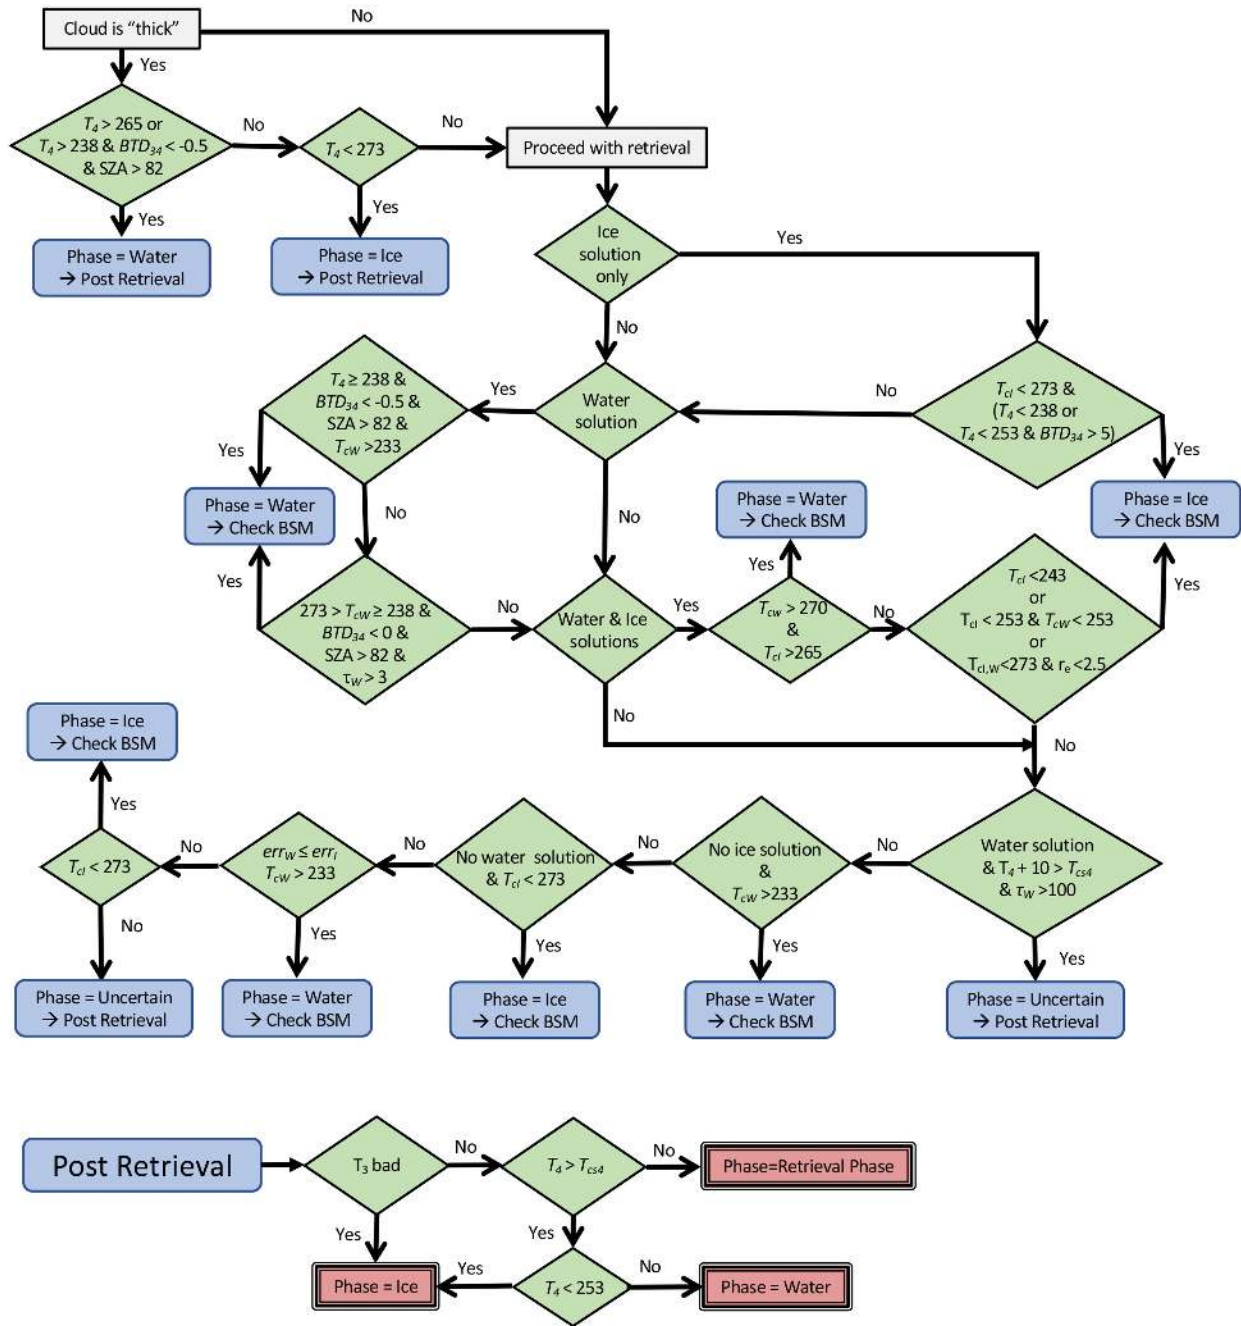 Cloud is “thick”
No
Yes
T4 > 265 or
T4 > 238 & BTD34 < -0.5
& SZA > 82
No
T4 < 273
No
Proceed with retrieval
Yes
Yes
Phase = Water
→ Post Retrieval
Phase = Ice
→ Post Retrieval
Ice
solution
only
Yes
No
T4 ≥ 238 &
BTD34 < -0.5 &
SZA > 82 &
TcW >233
Yes
Water
solution
No
TcI < 273 &
(T4 < 238 or
T4 < 253 & BTD34 > 5)
Yes
Yes
Phase = Water
→ Check BSM
No
No
Phase = Water
→ Check BSM
Phase = Ice
→ Check BSM
Yes
273 > TcW ≥ 238 &
BTD34 < 0 &
SZA > 82 &
τW > 3
No
Water & Ice
solutions
Yes
Yes
TcW > 270
&
TcI >265
No
TcI <243
or
TcI < 253 & TcW < 253
or
TcI,W <273 & re <2.5
Yes
No
No
Phase = Ice
→ Check BSM
Yes
TcI < 273
No
errW ≤ errI
TcW > 233
No
No water solution
& TcI < 273
No
No ice solution
&
TcW >233
No
Water solution
& T4 + 10 > Tcs4
& τW >100
No
Yes
Yes
Yes
Yes
Phase = Uncertain
→ Post Retrieval
Phase = Water
→ Check BSM
Phase = Ice
→ Check BSM
Phase = Water
→ Check BSM
Phase = Uncertain
→ Post Retrieval
Post Retrieval
T3 bad
No
T4 > Tcs4
No
Phase=Retrieval Phase
Yes
Yes
Phase = Ice
Yes
T4 < 253
No
Phase = Water